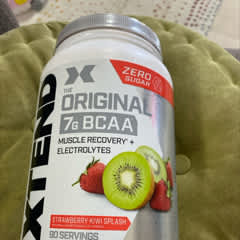 XTEND
ZERO
SUGAR
THE
ORIGINAL
7g BCAA
MUSCLE RECOVERY +
ELECTROLYTES
STRAWBERRY KIWI SPLASH
90 SERVINGS